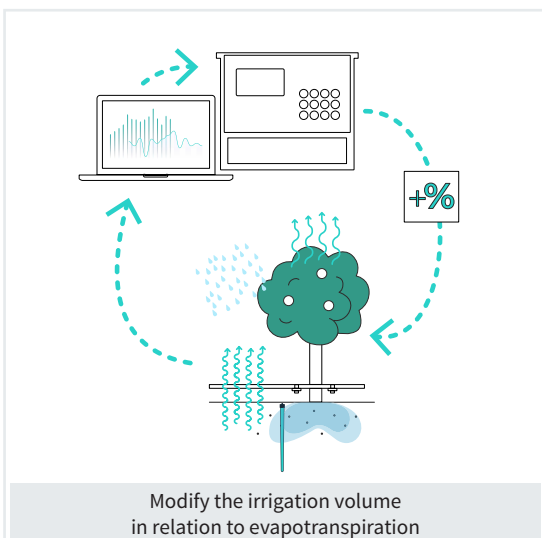 +%
Modify the irrigation volume
in relation to evapotranspiration